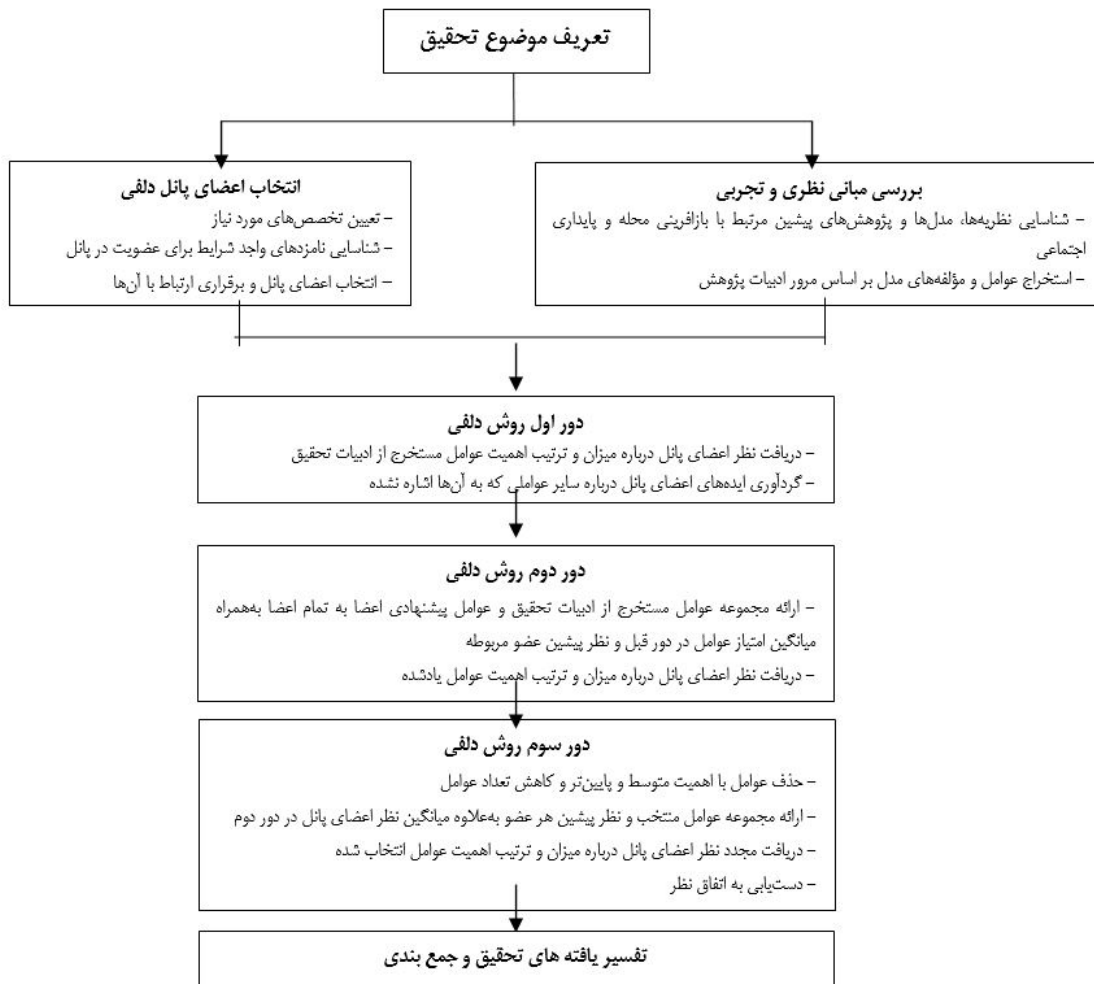 تعریف موضوع تحقیق
بررسی مبانی نظری و تجربی
– شناسایی نظریه‌ها، مدل‌ها و پژوهش‌های پیشین مرتبط با بازافرینی محله و پایداری
اجتماعی
– استخراج عوامل و مؤلفه‌های مدل بر اساس مرور ادبیات پژوهش
انتخاب اعضای پانل دلفی
– تعیین تخصص‌های مورد نیاز
– شناسایی نامزدهای واجد شرایط برای عضویت در پانل
– انتخاب اعضای پانل و برقراری ارتباط با آن‌ها
دور اول روش دلفی
– دریافت نظر اعضای پانل درباره میزان و ترتیب اهمیت عوامل مستخرج از ادبیات تحقیق
– گردآوری ایده‌های اعضای پانل درباره سایر عواملی که به آن‌ها اشاره نشده
دور دوم روش دلفی
– ارائه مجموعه عوامل مستخرج از ادبیات تحقیق و عوامل پیشنهادی اعضا به تمام اعضا به‌همراه
میانگین امتیاز عوامل در دور قبل و نظر پیشین عضو مربوطه
– دریافت نظر اعضای پانل درباره میزان و ترتیب اهمیت عوامل یادشده
دور سوم روش دلفی
– حذف عوامل با اهمیت متوسط و پایین‌تر و کاهش تعداد عوامل
– ارائه مجموعه عوامل منتخب و نظر پیشین هر عضو به‌علاوه میانگین نظر اعضای پانل در دور دوم
– دریافت مجدد نظر اعضای پانل درباره میزان و ترتیب اهمیت عوامل انتخاب شده
– دست‌یابی به اتفاق نظر
تفسیر یافته های تحقیق و جمع بندی